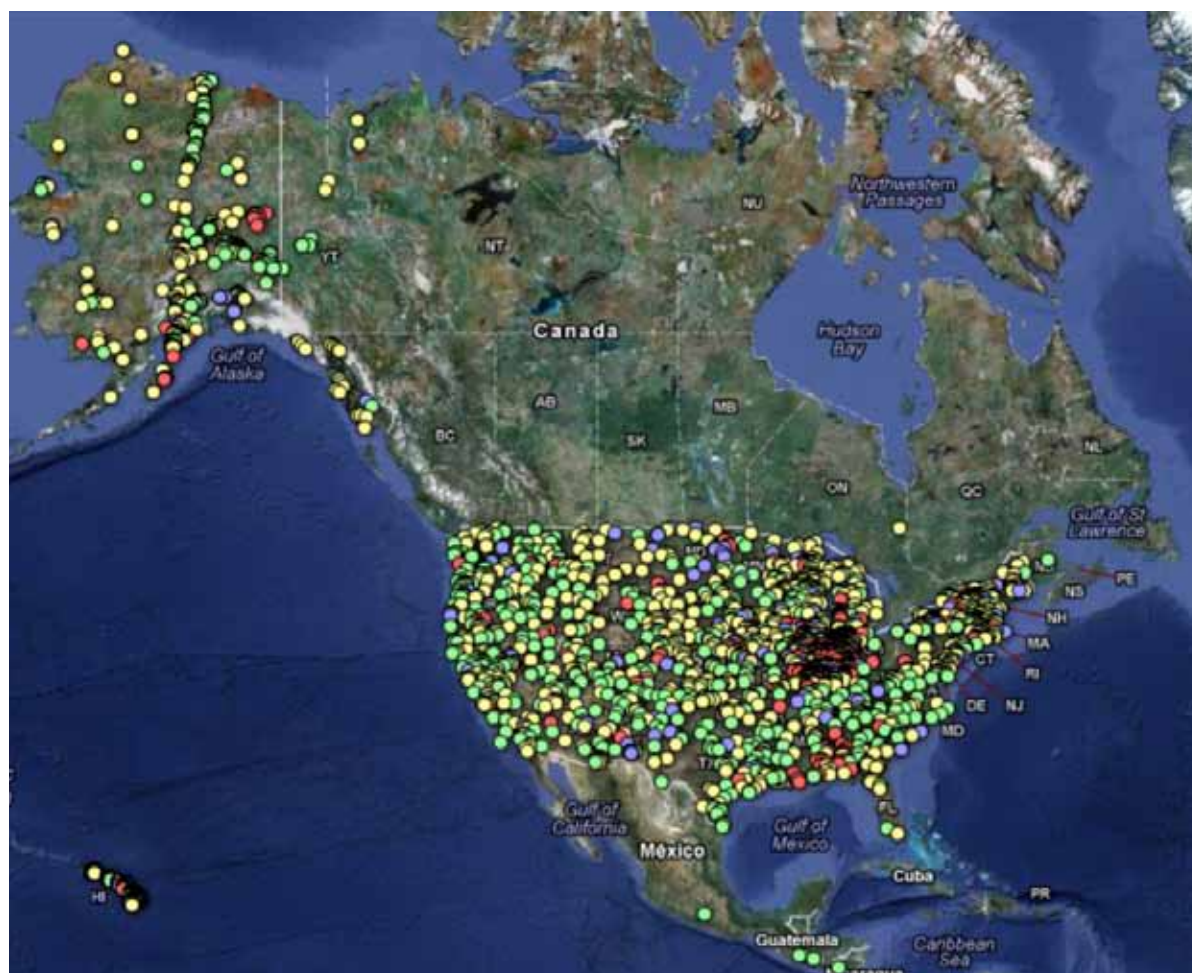 Northwestern
Passages
NU
NT
YT
Canada
Hudson
Bay
Gulf of
Alaska
AB
MB
BC
SK
NL
ON
QC
Gulf of St
Lawrence
PE
NS
NH
MA
CT
RI
DE
NJ
MD
FL
Gulf of
California
Gulf of
Mexico
México
HI
Cuba
PR
Guatemala
Caribbean
Sea